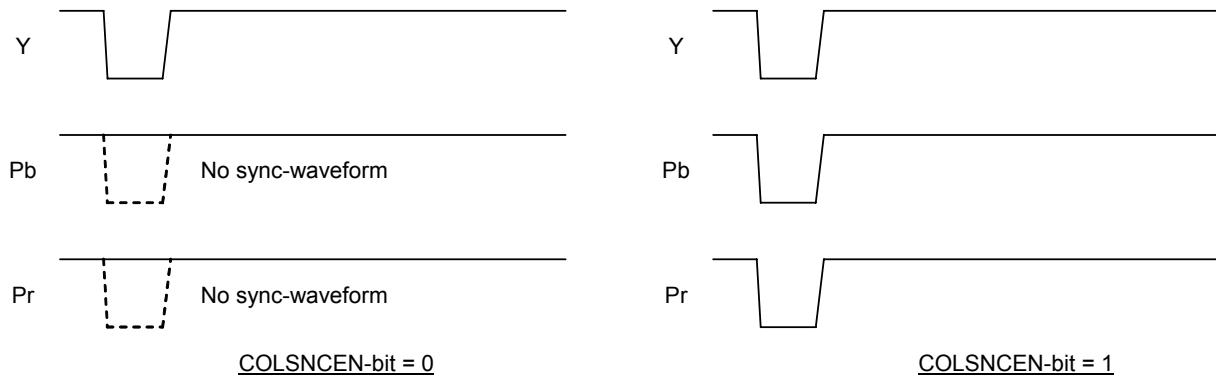 Y
Pb No sync-waveform
Pr No sync-waveform
COLSNCEN-bit = 0
Y
Pb
Pr
COLSNCEN-bit = 1